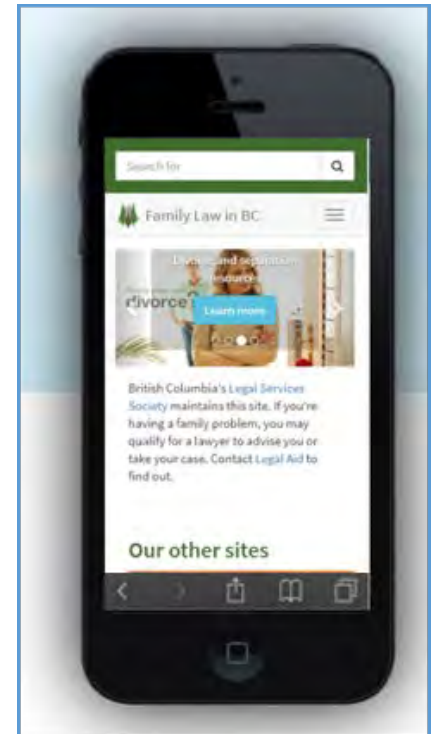 Search for
Family Law in BC
Divorce and separation
resources
divorce?
Learn more
British Columbia's Legal Services
Society maintains this site. If you're
having a family problem, you may
qualify for a lawyer to advise you or
take your case. Contact Legal Aid to
find out.
Our other sites